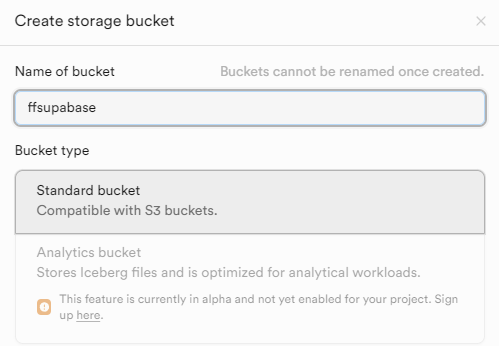 Create storage bucket
Name of bucket Buckets cannot be renamed once created.
ffsupabase
Bucket type
Standard bucket
Compatible with S3 buckets.
Analytics bucket
Stores Iceberg files and is optimized for analytical workloads.
This feature is currently in alpha and not yet enabled for your project. Sign
up here.